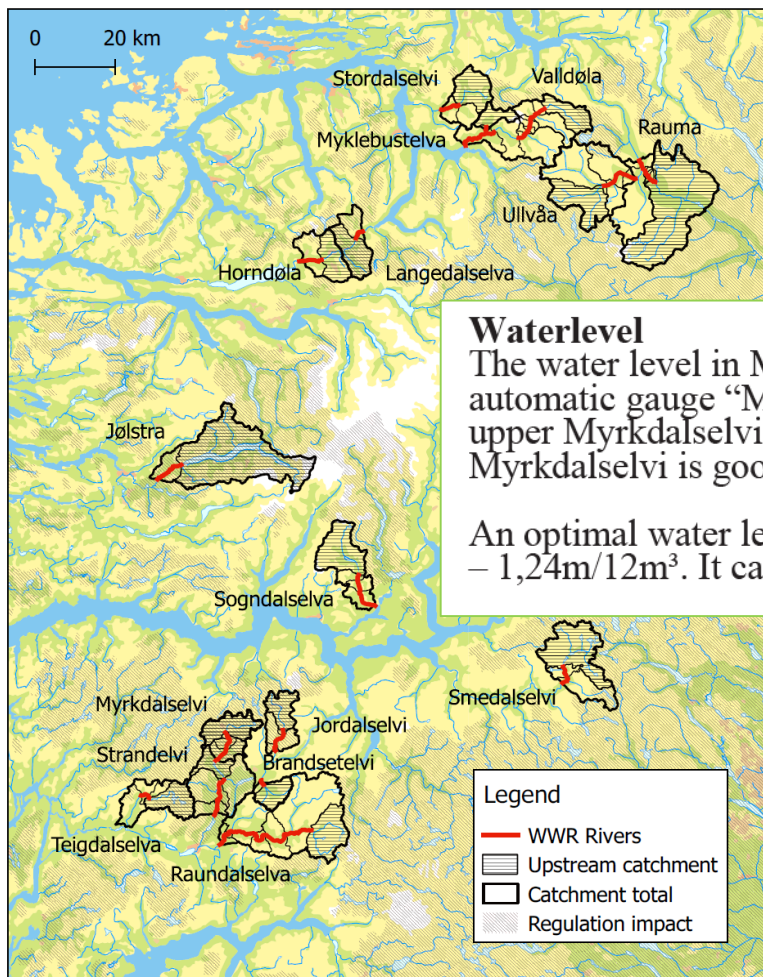 0 20 km
Stordalselvi
Valldøla
Myklebustelva
Rauma
Ullvåa
Horndøla
Langedalselva
Waterlevel
The water level in M
automatic gauge “M
upper Myrkdalselvi
Myrkdalselvi is goo
An optimal water le
– 1,24m/12m³. It ca
Jølstra
Sogndalselva
Smedalselvi
Myrkdalselvi
Jordalselvi
Strandelvi
Brandsetelvi
Teigdalselva
Raundalselva
Legend
WWR Rivers
Upstream catchment
Catchment total
Regulation impact